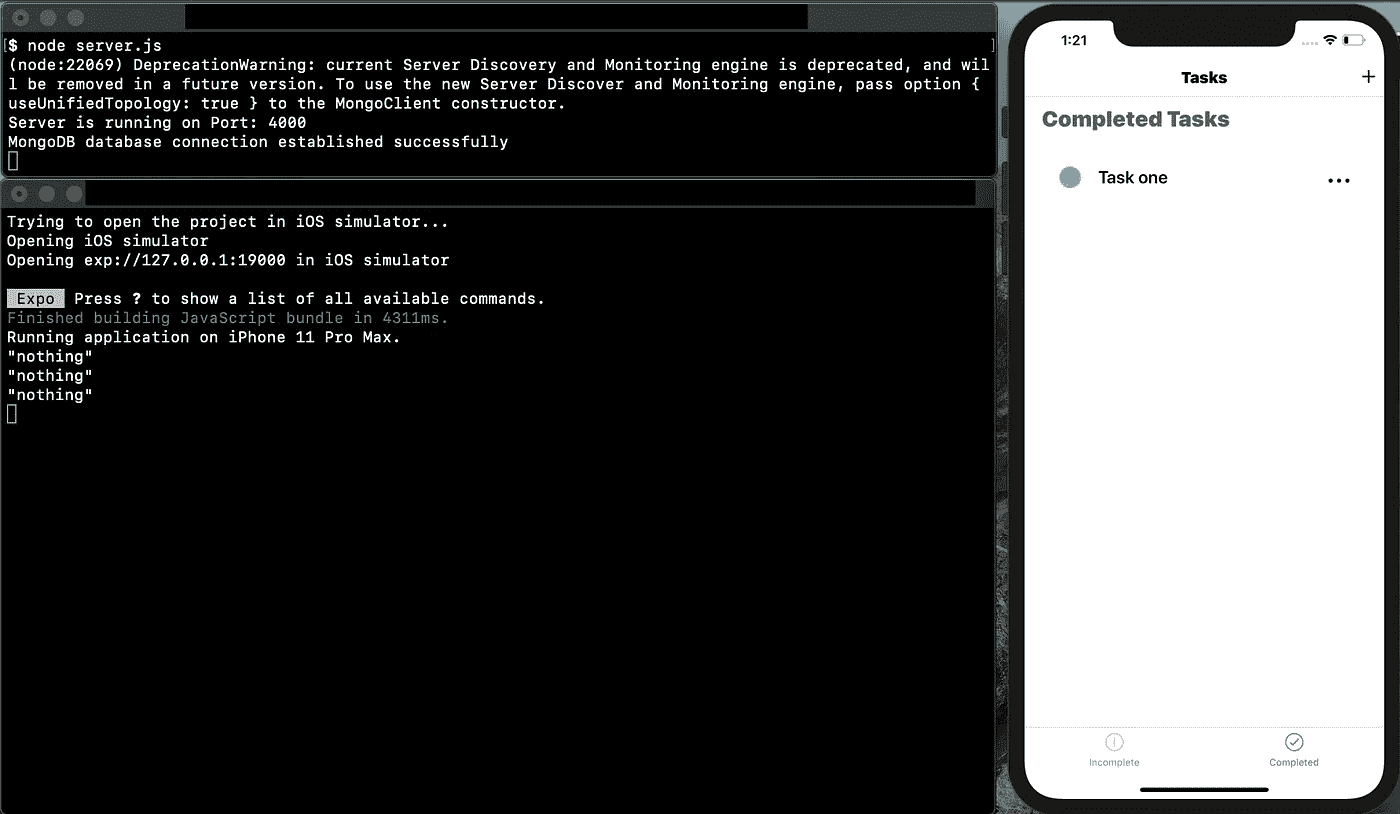 $ node server.js
(node:22069) DeprecationWarning: current Server Discovery and Monitoring engine is deprecated, and wil
l be removed in a future version. To use the new Server Discover and Monitoring engine, pass option {
useUnifiedTopology: true } to the MongoClient constructor.
Server is running on Port: 4000
MongoDB database connection established successfully
Trying to open the project in iOS simulator...
Opening iOS simulator
Opening exp://127.0.0.1:19000 in iOS simulator
Expo Press ? to show a list of all available commands.
Finished building JavaScript bundle in 4311ms.
Running application on iPhone 11 Pro Max.
"nothing"
"nothing"
"nothing"
1:21
Tasks +
Completed Tasks
Task one ...
Incomplete Completed